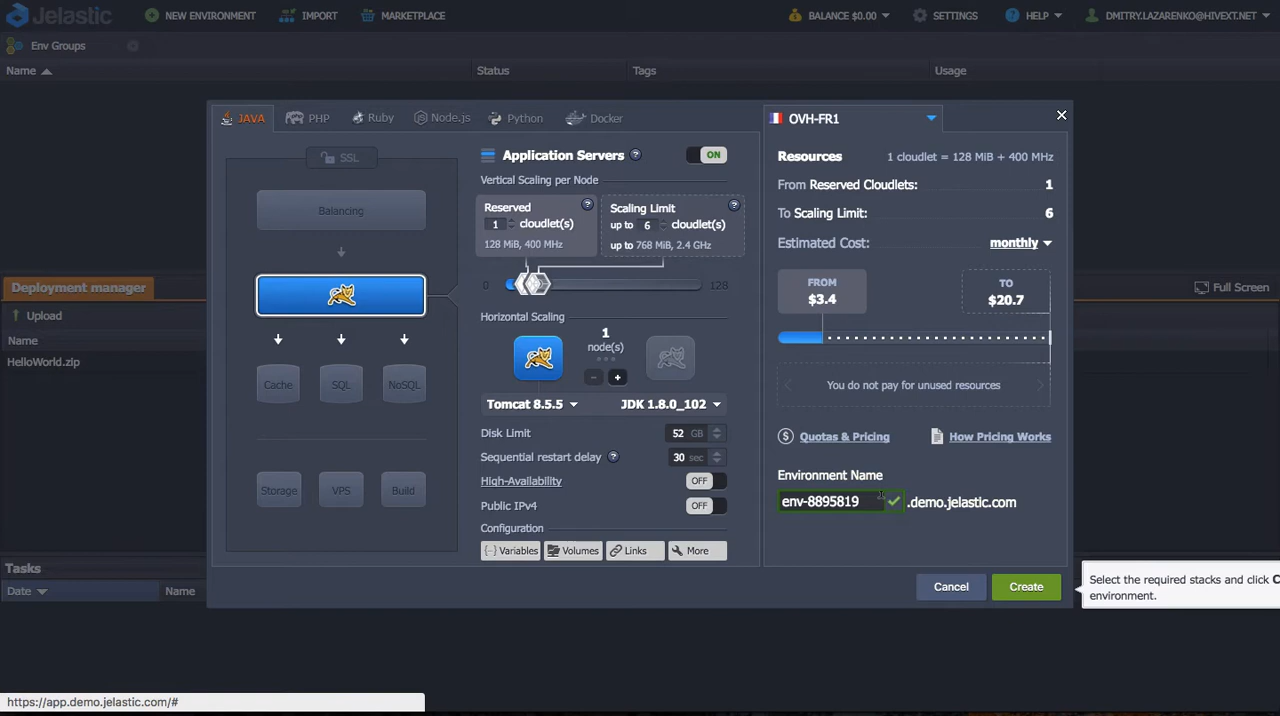 Jelastic
NEW ENVIRONMENT
IMPORT
MARKETPLACE
BALANCE $0.00
SETTINGS
HELP
DMITRY.LAZARENKO@HIVEXT.NET
Env Groups
Name
Status
Tags
Usage
JAVA
PHP
Ruby
Node.js
Python
Docker
OVH-FR1
SSL
Balancing
Cache
SQL
NoSQL
Storage
VPS
Build
Application Servers ?
ON
Vertical Scaling per Node
Reserved ?
1 cloudlet(s)
128 MiB, 400 MHz
Scaling Limit ?
up to 6 cloudlet(s)
up to 768 MiB, 2.4 GHz
0
128
Horizontal Scaling
1
node(s)
Tomcat 8.5.5
JDK 1.8.0_102
Disk Limit 52 GB
Sequential restart delay ? 30 sec
High-Availability OFF
Public IPv4 OFF
Configuration
Variables
Volumes
Links
More
Resources 1 cloudlet = 128 MiB + 400 MHz
From Reserved Cloudlets: 1
To Scaling Limit: 6
Estimated Cost: monthly
FROM
$3.4
TO
$20.7
You do not pay for unused resources
Quotas & Pricing
How Pricing Works
Environment Name
env-8895819 .demo.jelastic.com
Cancel
Create
Select the required stacks and click C
environment.
Deployment manager
Full Screen
Upload
Name
HelloWorld.zip
Tasks
Date
Name
https://app.demo.jelastic.com/#